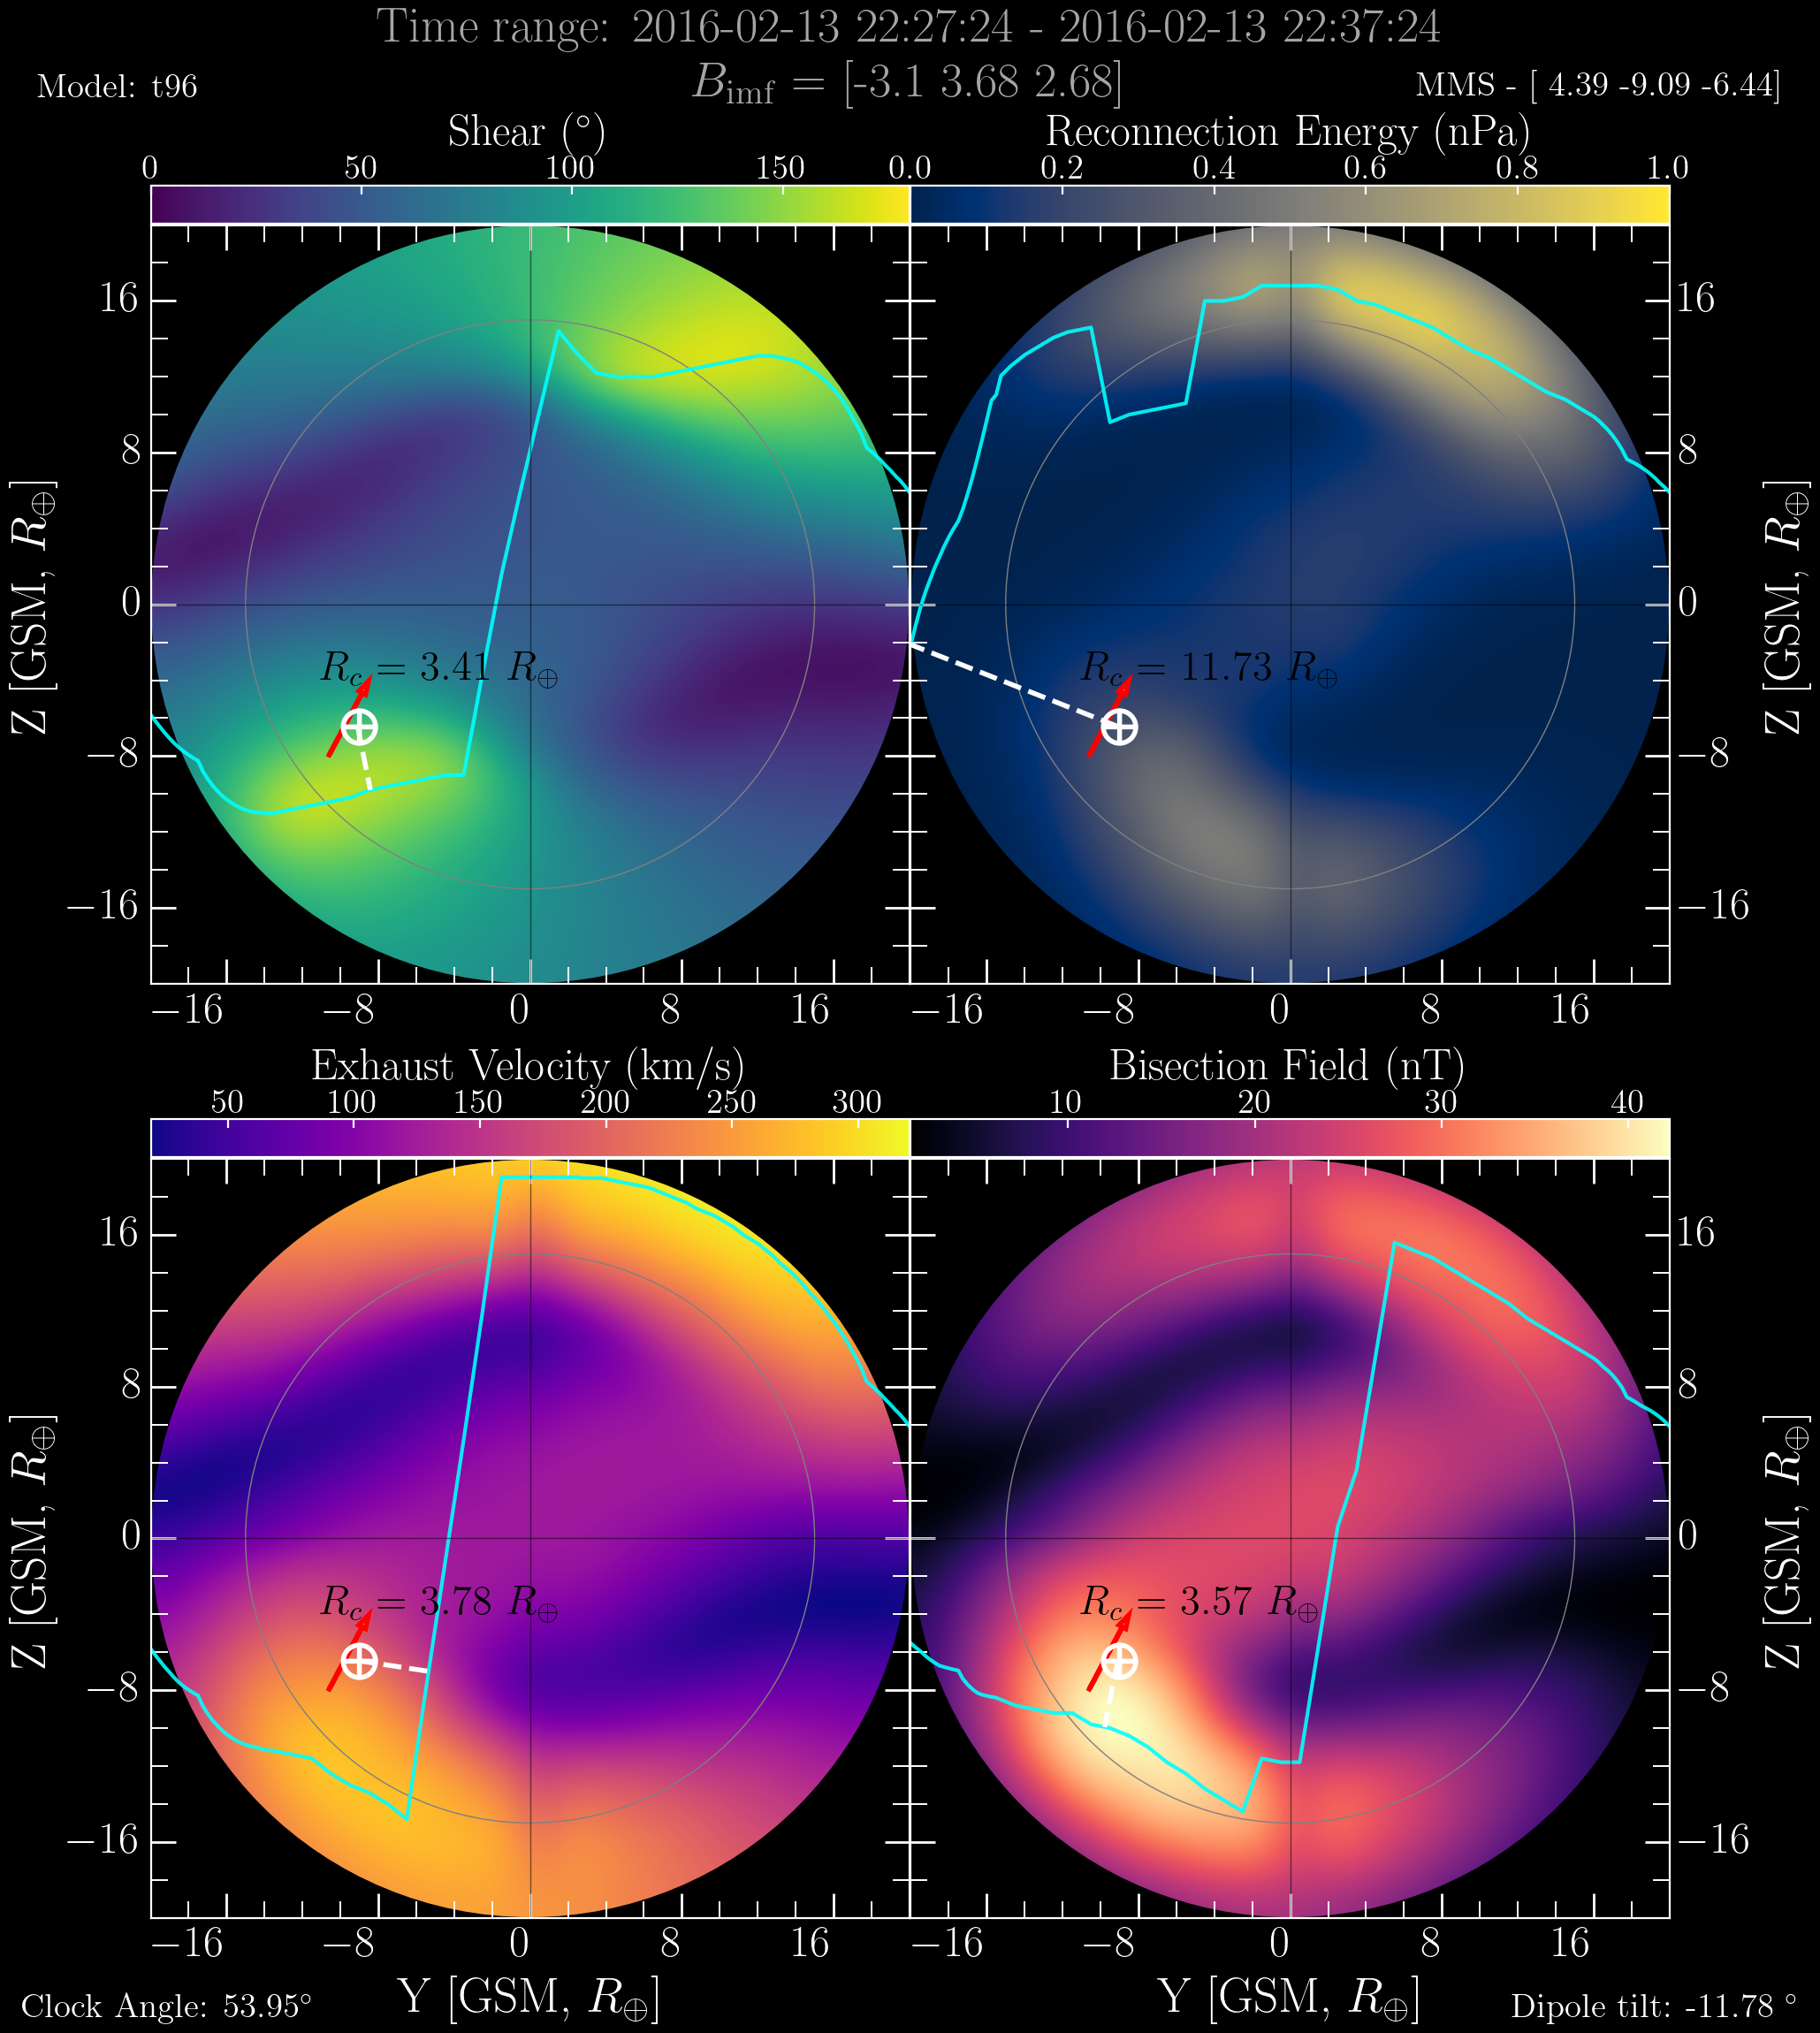 Time range: 2016-02-13 22:27:24 - 2016-02-13 22:37:24
Model: t96
B_imf = [-3.1 3.68 2.68]
MMS - [ 4.39 -9.09 -6.44]
Shear (°)
Reconnection Energy (nPa)
0 50 100 150
0.0 0.2 0.4 0.6 0.8 1.0
16
8
0
−8
−16
Z [GSM, R⊕]
R_c = 3.41 R⊕
R_c = 11.73 R⊕
16
8
0
−8
−16
Z [GSM, R⊕]
−16 −8 0 8 16
−16 −8 0 8 16
Exhaust Velocity (km/s)
Bisection Field (nT)
50 100 150 200 250 300
10 20 30 40
16
8
0
−8
−16
Z [GSM, R⊕]
R_c = 3.78 R⊕
R_c = 3.57 R⊕
16
8
0
−8
−16
Z [GSM, R⊕]
−16 −8 0 8 16
−16 −8 0 8 16
Y [GSM, R⊕]
Y [GSM, R⊕]
Clock Angle: 53.95°
Dipole tilt: -11.78 °